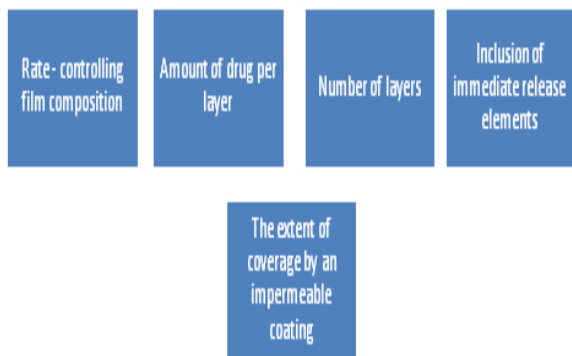 Rate - controlling
film composition
Amount of drug per
layer
Number of layers
Inclusion of
immediate release
elements
The extent of
coverage by an
impermeable
coating